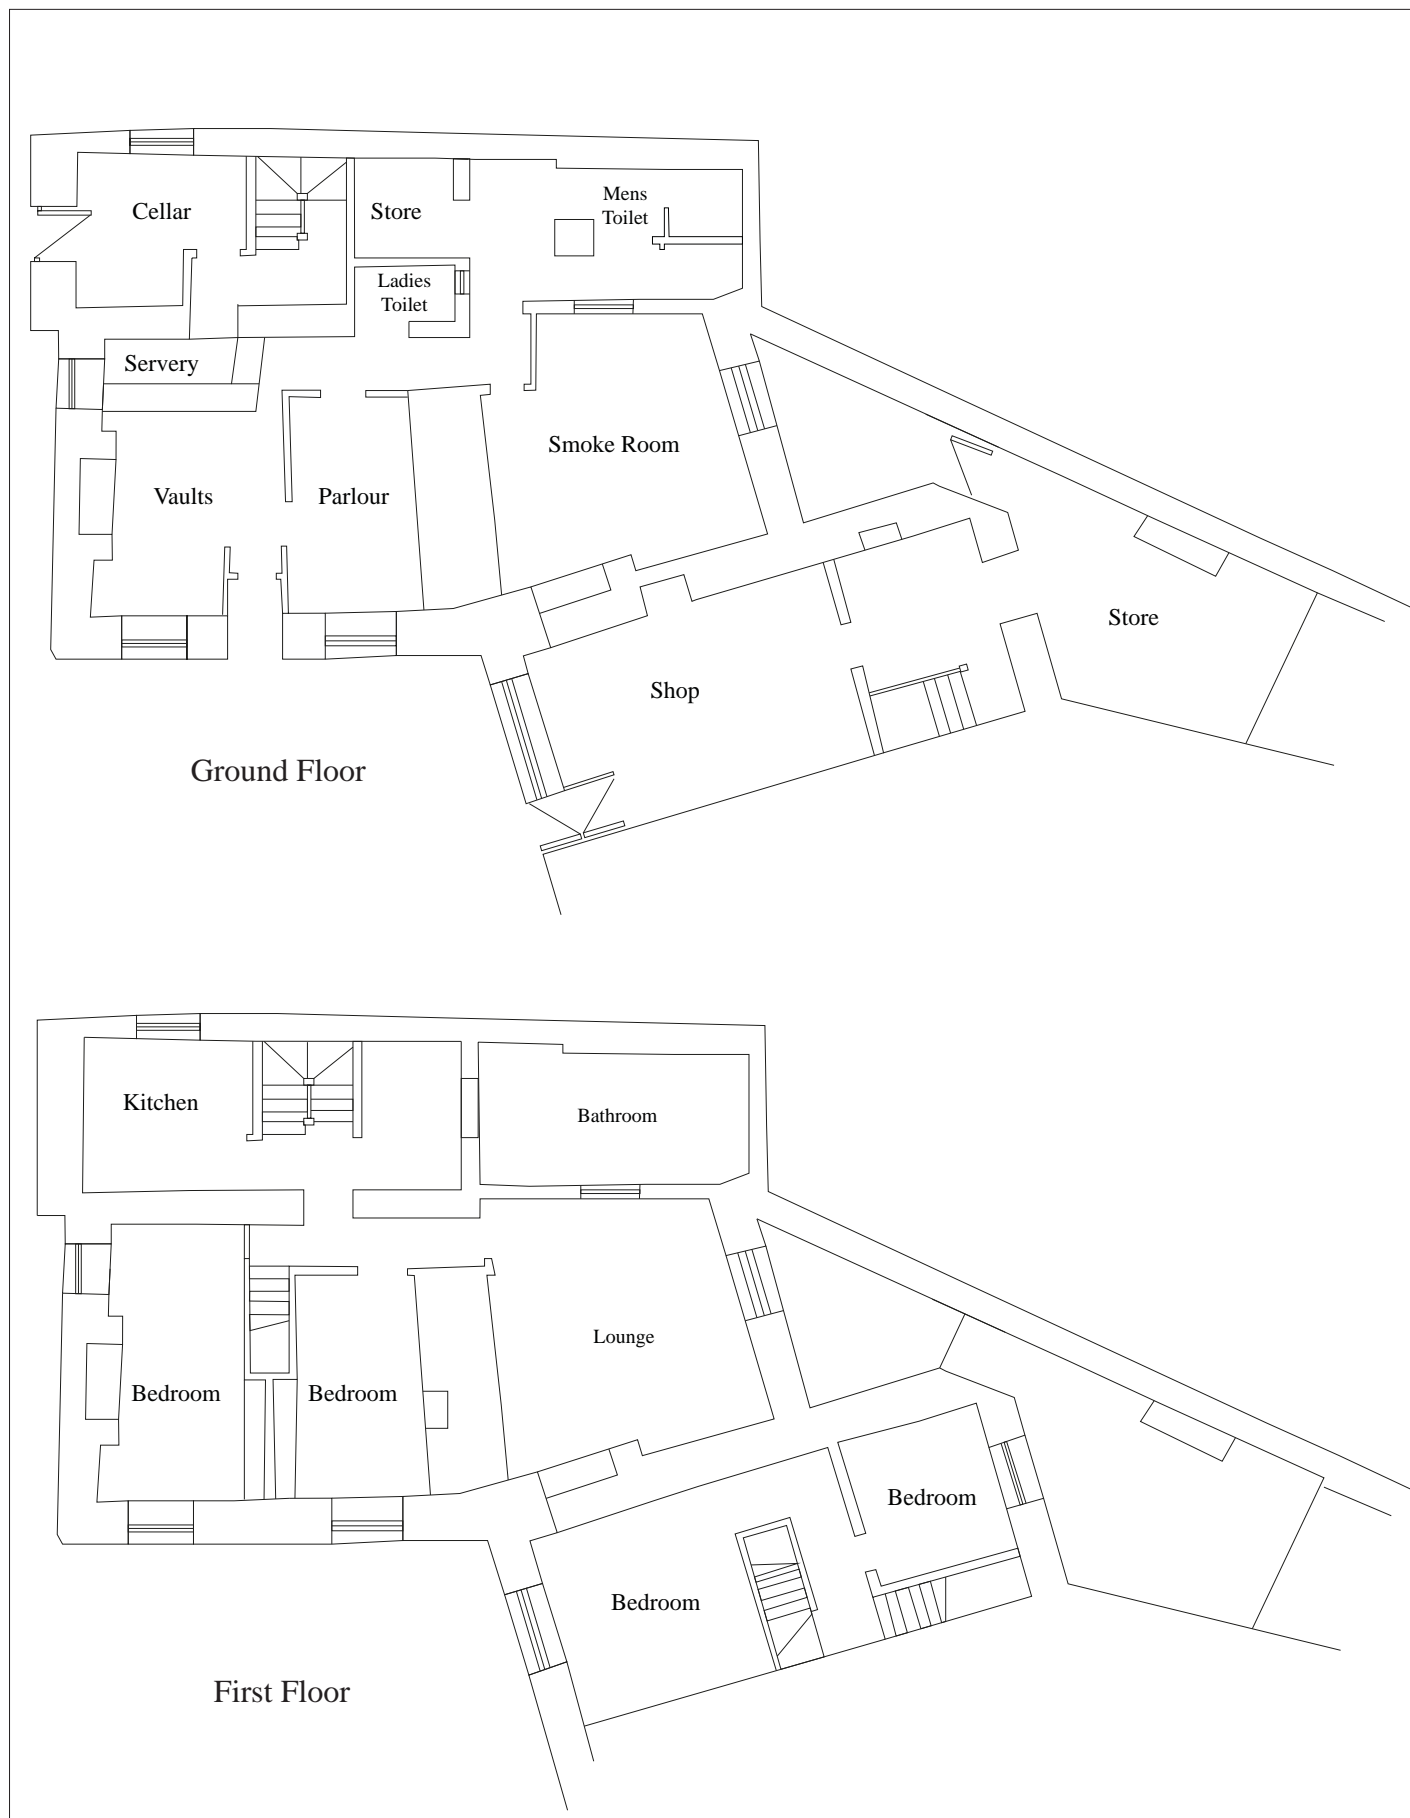 Cellar
Store
Mens
Toilet
Ladies
Toilet
Servery
Smoke Room
Vaults
Parlour
Store
Shop
Ground Floor
Kitchen
Bathroom
Lounge
Bedroom
Bedroom
Bedroom
Bedroom
First Floor